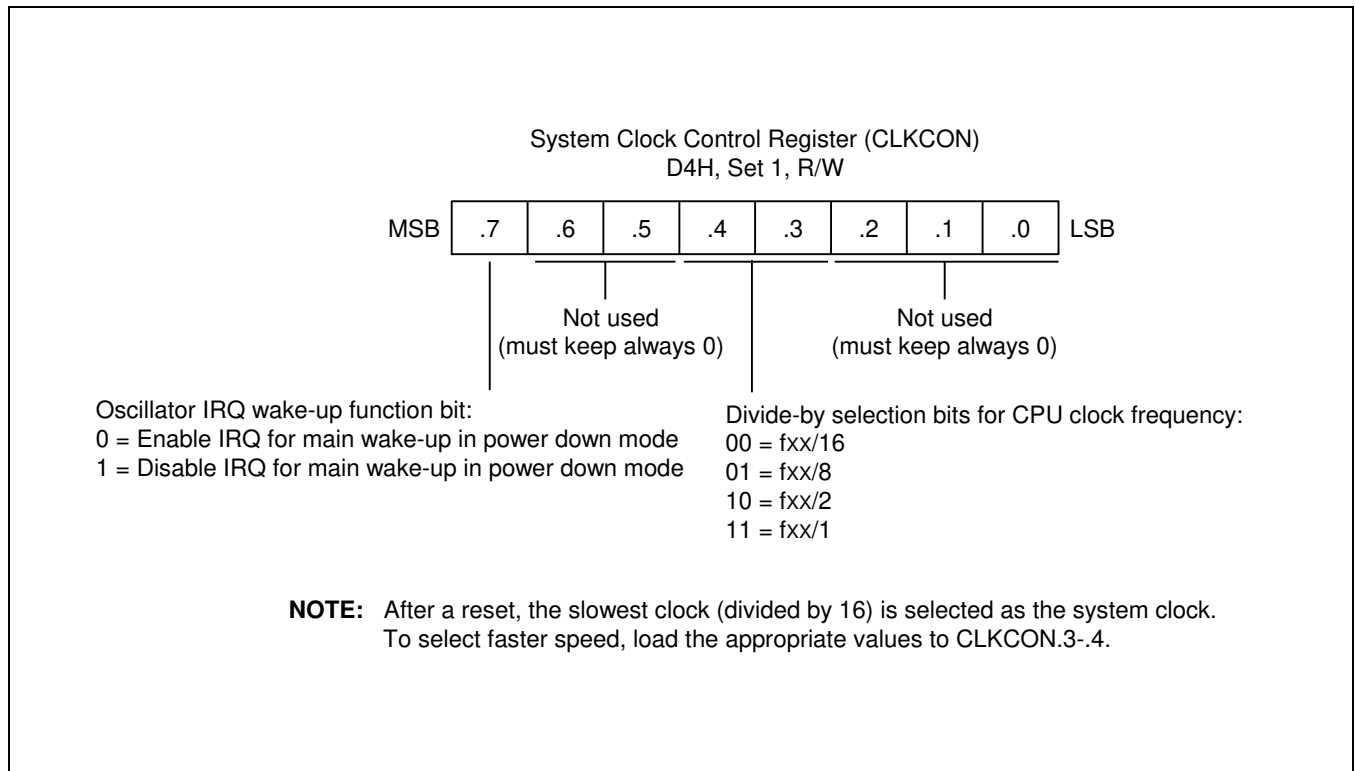 System Clock Control Register (CLKCON)
D4H, Set 1, R/W
MSB .7 .6 .5 .4 .3 .2 .1 .0 LSB
Not used
(must keep always 0)
Not used
(must keep always 0)
Oscillator IRQ wake-up function bit:
0 = Enable IRQ for main wake-up in power down mode
1 = Disable IRQ for main wake-up in power down mode
Divide-by selection bits for CPU clock frequency:
00 = fxx/16
01 = fxx/8
10 = fxx/2
11 = fxx/1
NOTE: After a reset, the slowest clock (divided by 16) is selected as the system clock.
To select faster speed, load the appropriate values to CLKCON.3-.4.